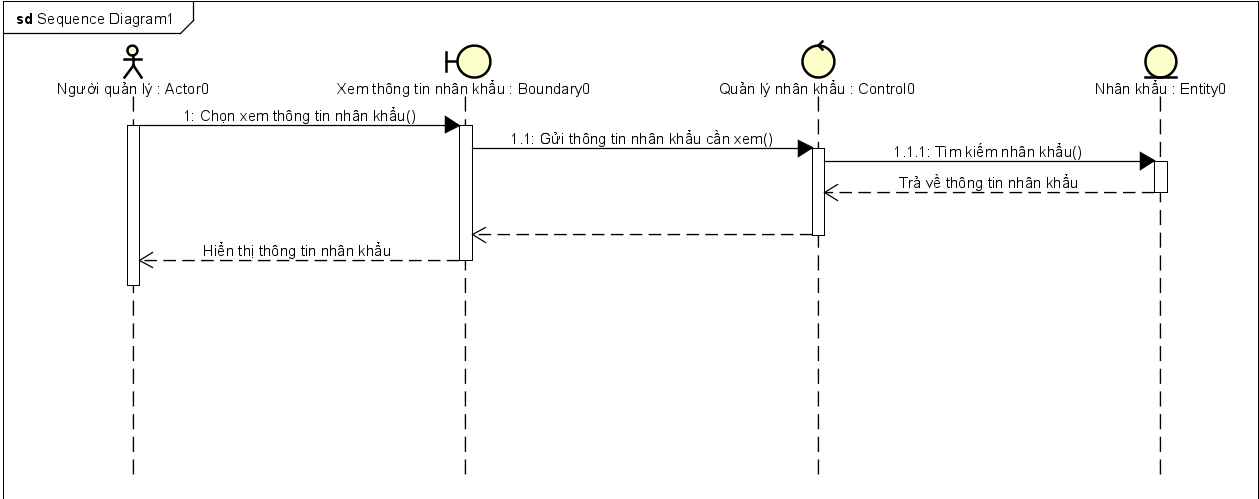 sd Sequence Diagram1
Người quản lý : Actor0
Xem thông tin nhân khẩu : Boundary0
Quản lý nhân khẩu : Control0
Nhân khẩu : Entity0
1: Chọn xem thông tin nhân khẩu()
1.1: Gửi thông tin nhân khẩu cần xem()
1.1.1: Tìm kiếm nhân khẩu()
Trả về thông tin nhân khẩu
Hiển thị thông tin nhân khẩu